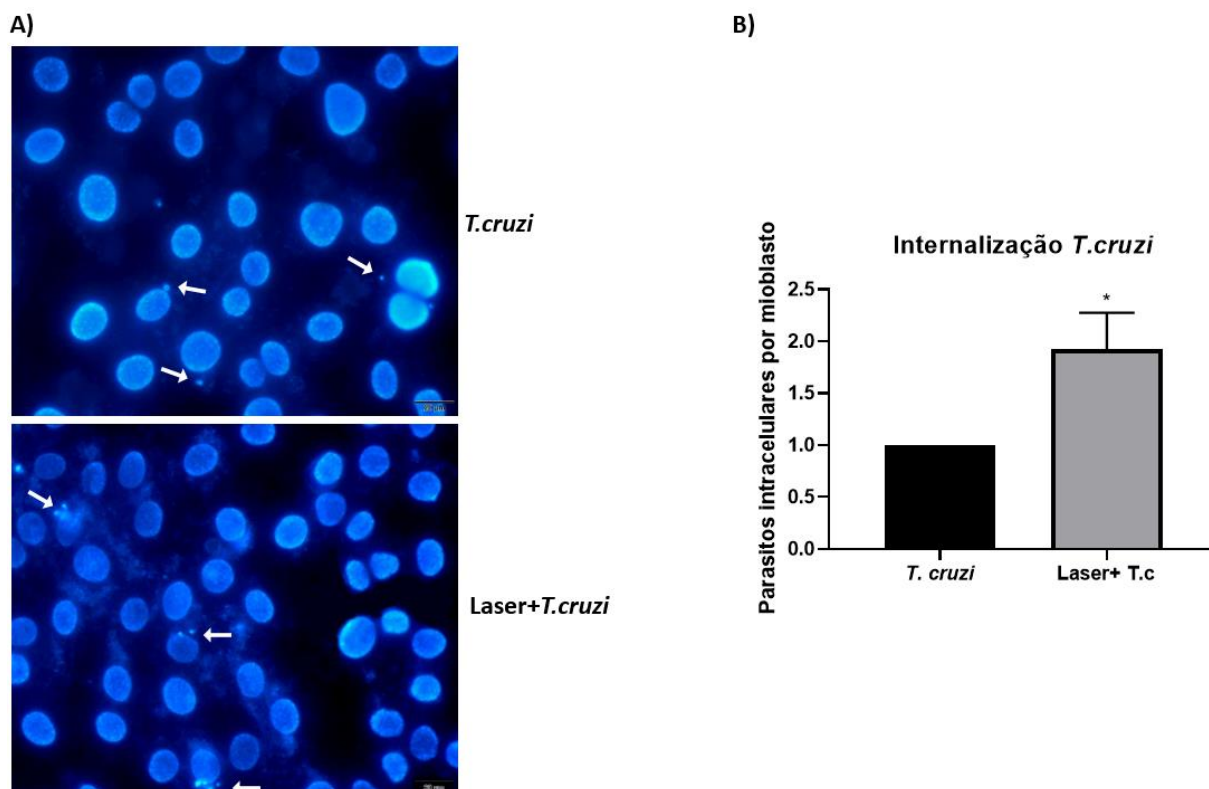 A)
T.cruzi
Laser+T.cruzi
B)
Internalização T.cruzi
Parasitos intracelulares por mioblasto
2.5
2.0
1.5
1.0
0.5
0.0
*
T. cruzi
Laser+ T.c